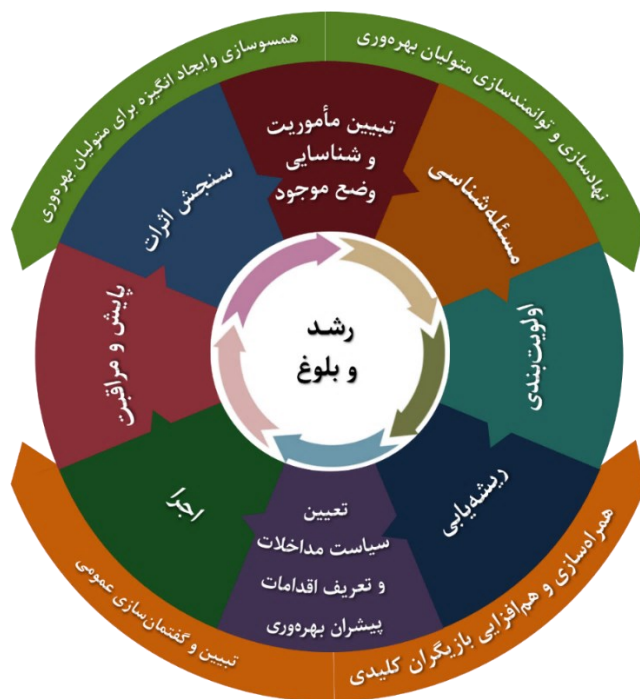 نهادسازی و توانمندسازی متولیان بهره‌وری
همسوسازی وایجاد انگیزه برای متولیان بهره‌وری
تبیین مأموریت
و شناسایی
وضع موجود
مسئله‌شناسی
اولویت‌بندی
ریشه‌یابی
تعیین
سیاست مداخلات
و تعریف اقدامات
پیشران بهره‌وری
اجرا
پایش و مراقبت
سنجش اثرات
رشد
و بلوغ
همراه‌سازی و هم‌افزایی بازیگران کلیدی
تبیین و گفتمان‌سازی عمومی